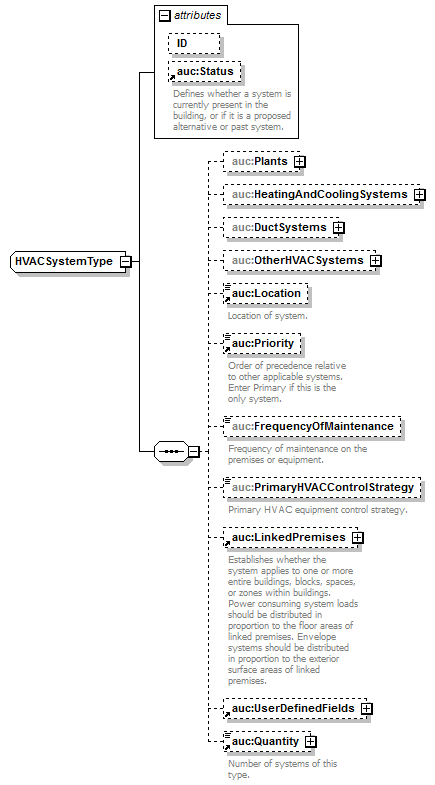 attributes
ID
auc:Status
Defines whether a system is
currently present in the
building, or if it is a proposed
alternative or past system.
HVACSystemType
auc:Plants
auc:HeatingAndCoolingSystems
auc:DuctSystems
auc:OtherHVACSystems
auc:Location
Location of system.
auc:Priority
Order of precedence relative
to other applicable systems.
Enter Primary if this is the
only system.
auc:FrequencyOfMaintenance
Frequency of maintenance on the
premises or equipment.
auc:PrimaryHVACControlStrategy
Primary HVAC equipment control strategy.
auc:LinkedPremises
Establishes whether the
system applies to one or more
entire buildings, blocks, spaces,
or zones within buildings.
Power consuming system loads
should be distributed in
proportion to the floor areas of
linked premises. Envelope
systems should be distributed
in proportion to the exterior
surface areas of linked
premises.
auc:UserDefinedFields
auc:Quantity
Number of systems of this
type.